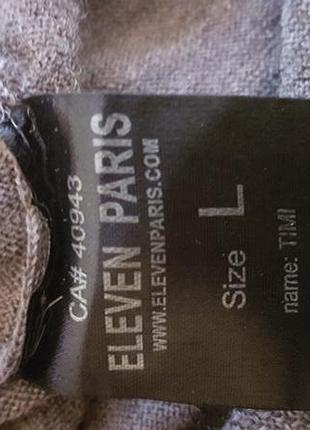 CA# 40943
ELEVEN PARIS
WWW.ELEVENPARIS.COM
Size L
name: TIMI